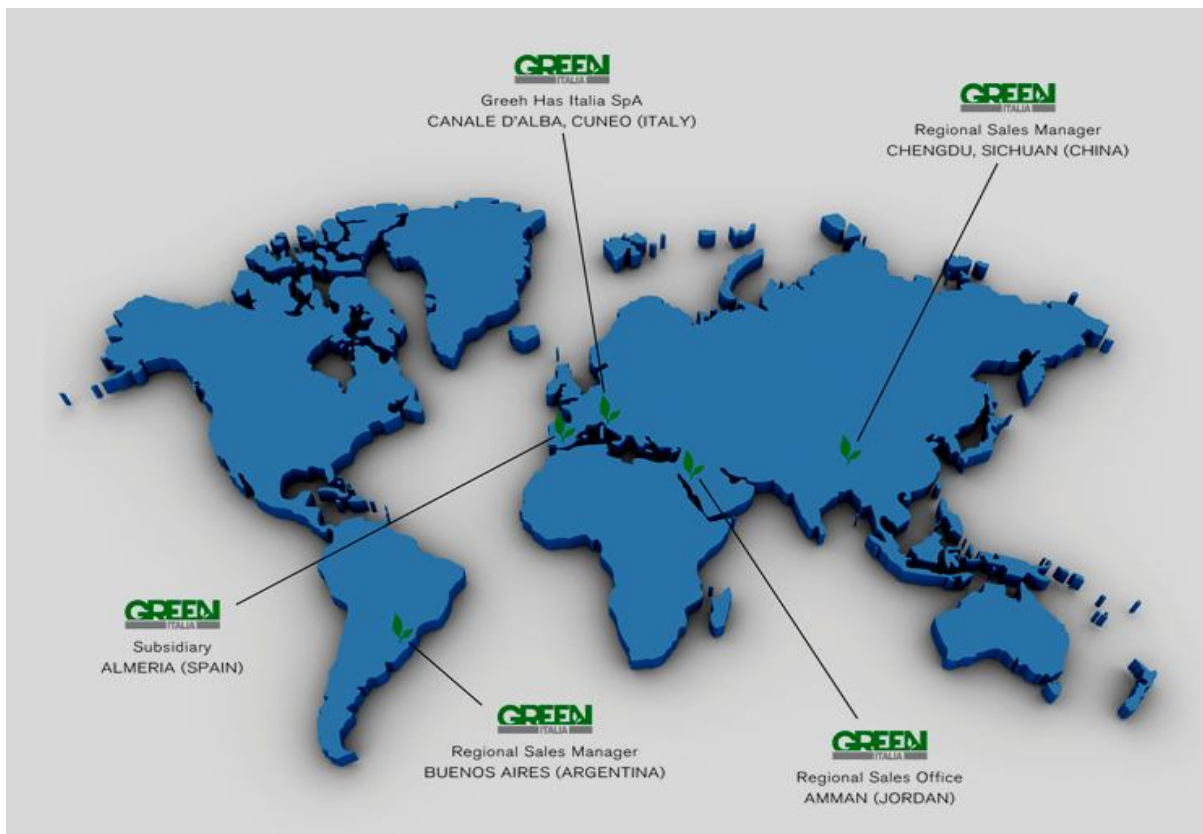 GREEN
ITALIA
Greeh Has Italia SpA
CANALE D'ALBA, CUNEO (ITALY)
GREEN
ITALIA
Regional Sales Manager
CHENGDU, SICHUAN (CHINA)
GREEN
ITALIA
Subsidiary
ALMERIA (SPAIN)
GREEN
ITALIA
Regional Sales Manager
BUENOS AIRES (ARGENTINA)
GREEN
ITALIA
Regional Sales Office
AMMAN (JORDAN)